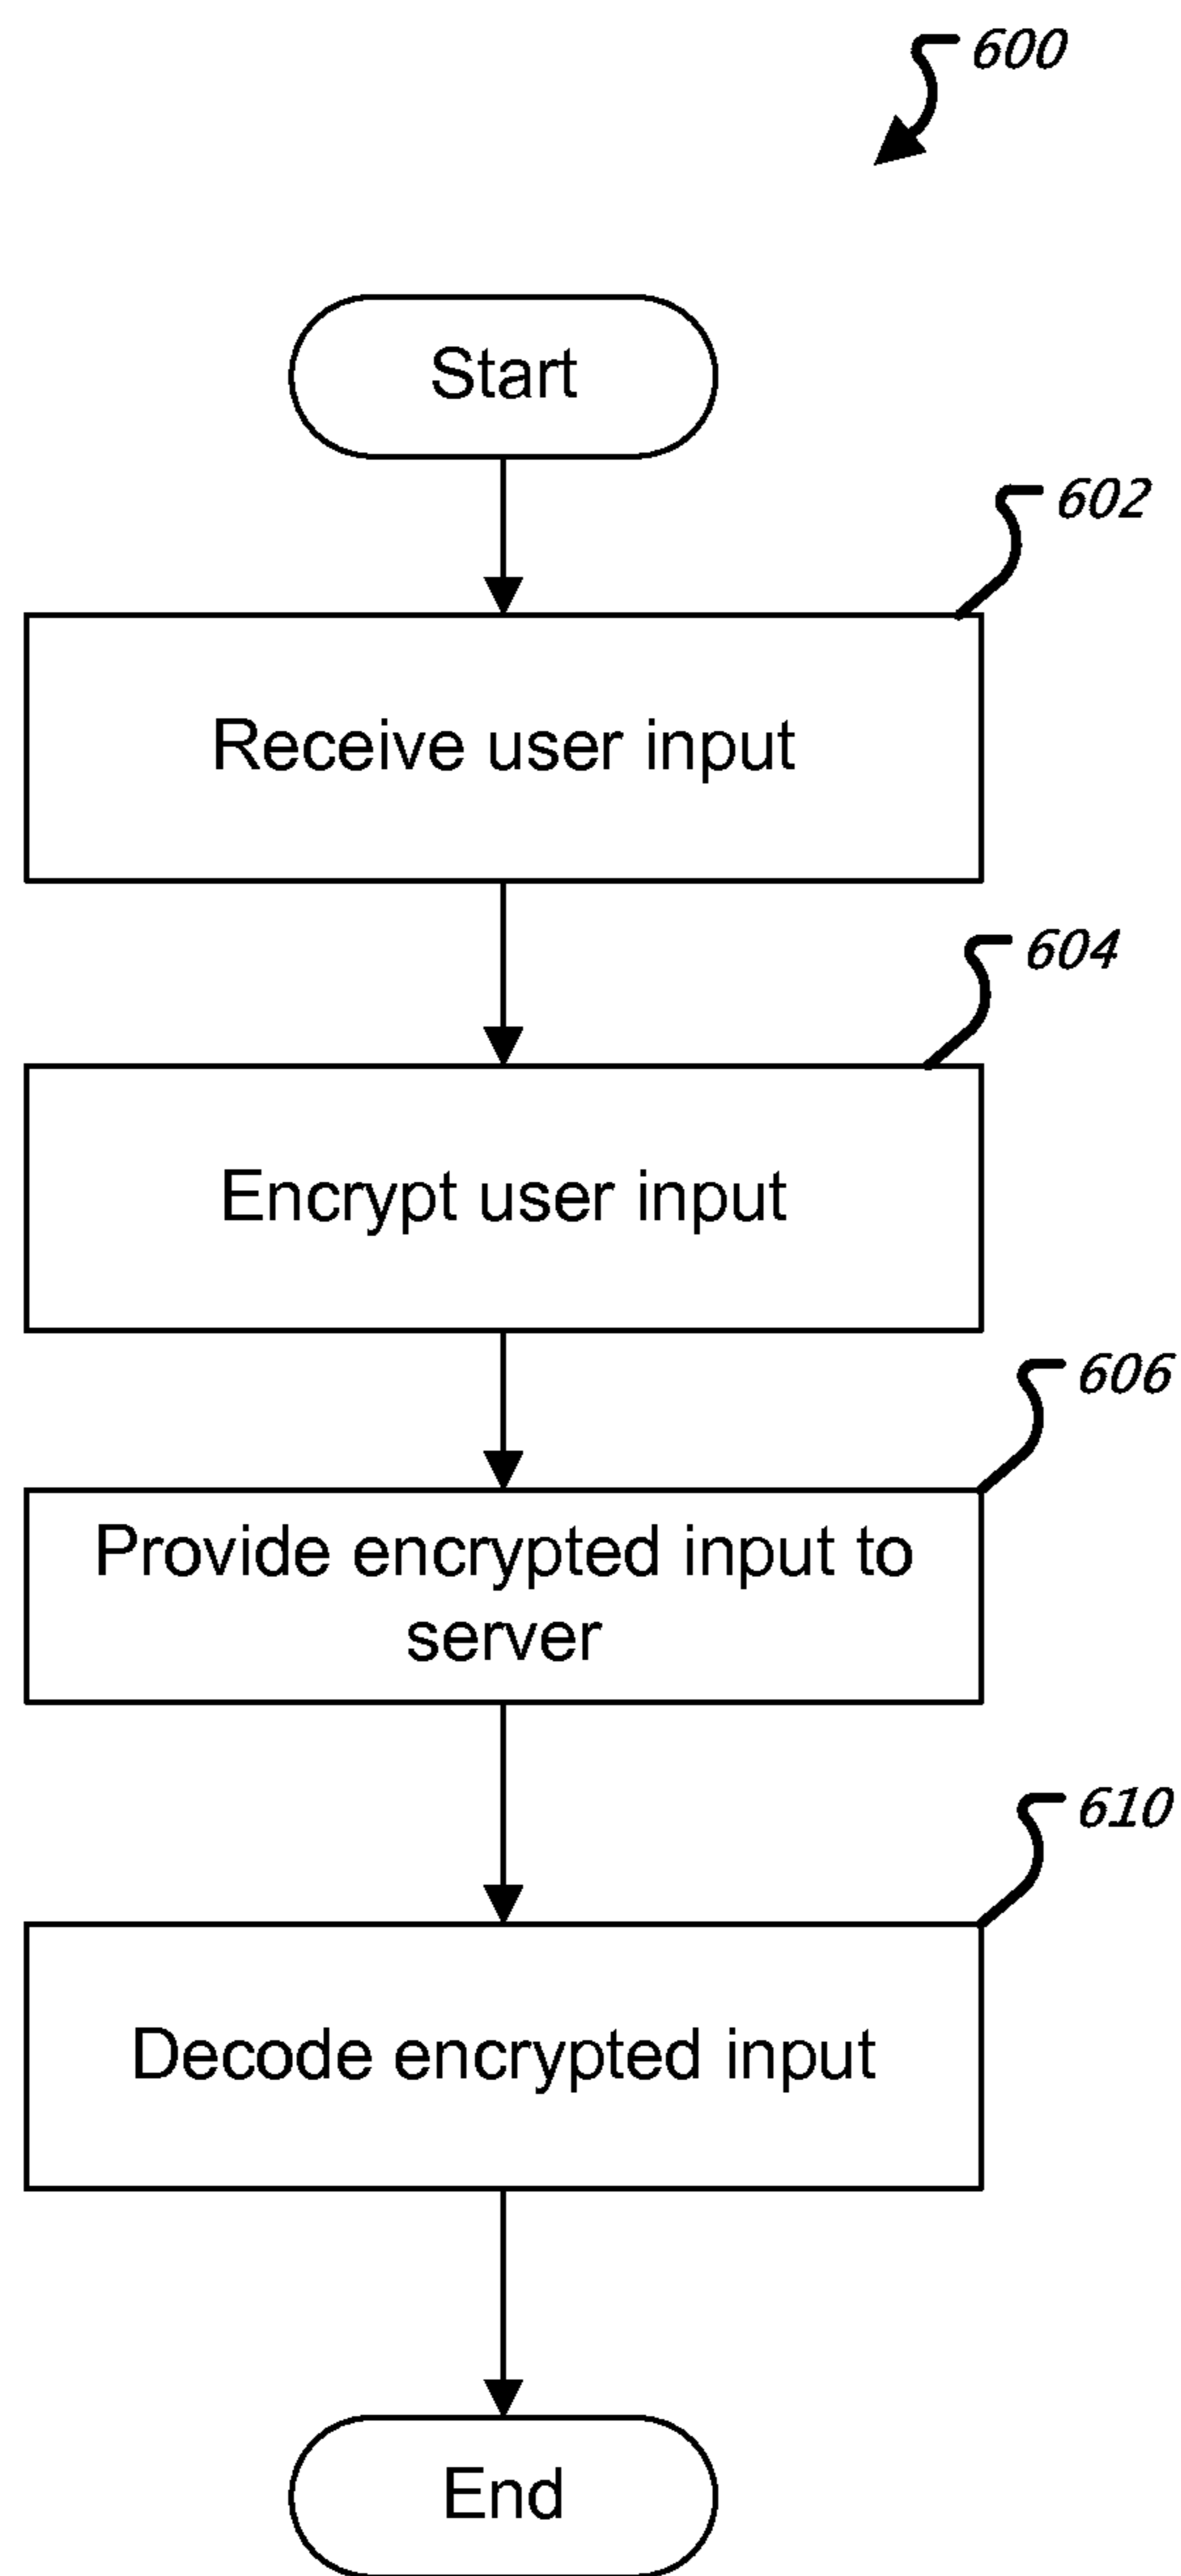 600
Start
602
Receive user input
604
Encrypt user input
606
Provide encrypted input to
server
610
Decode encrypted input
End